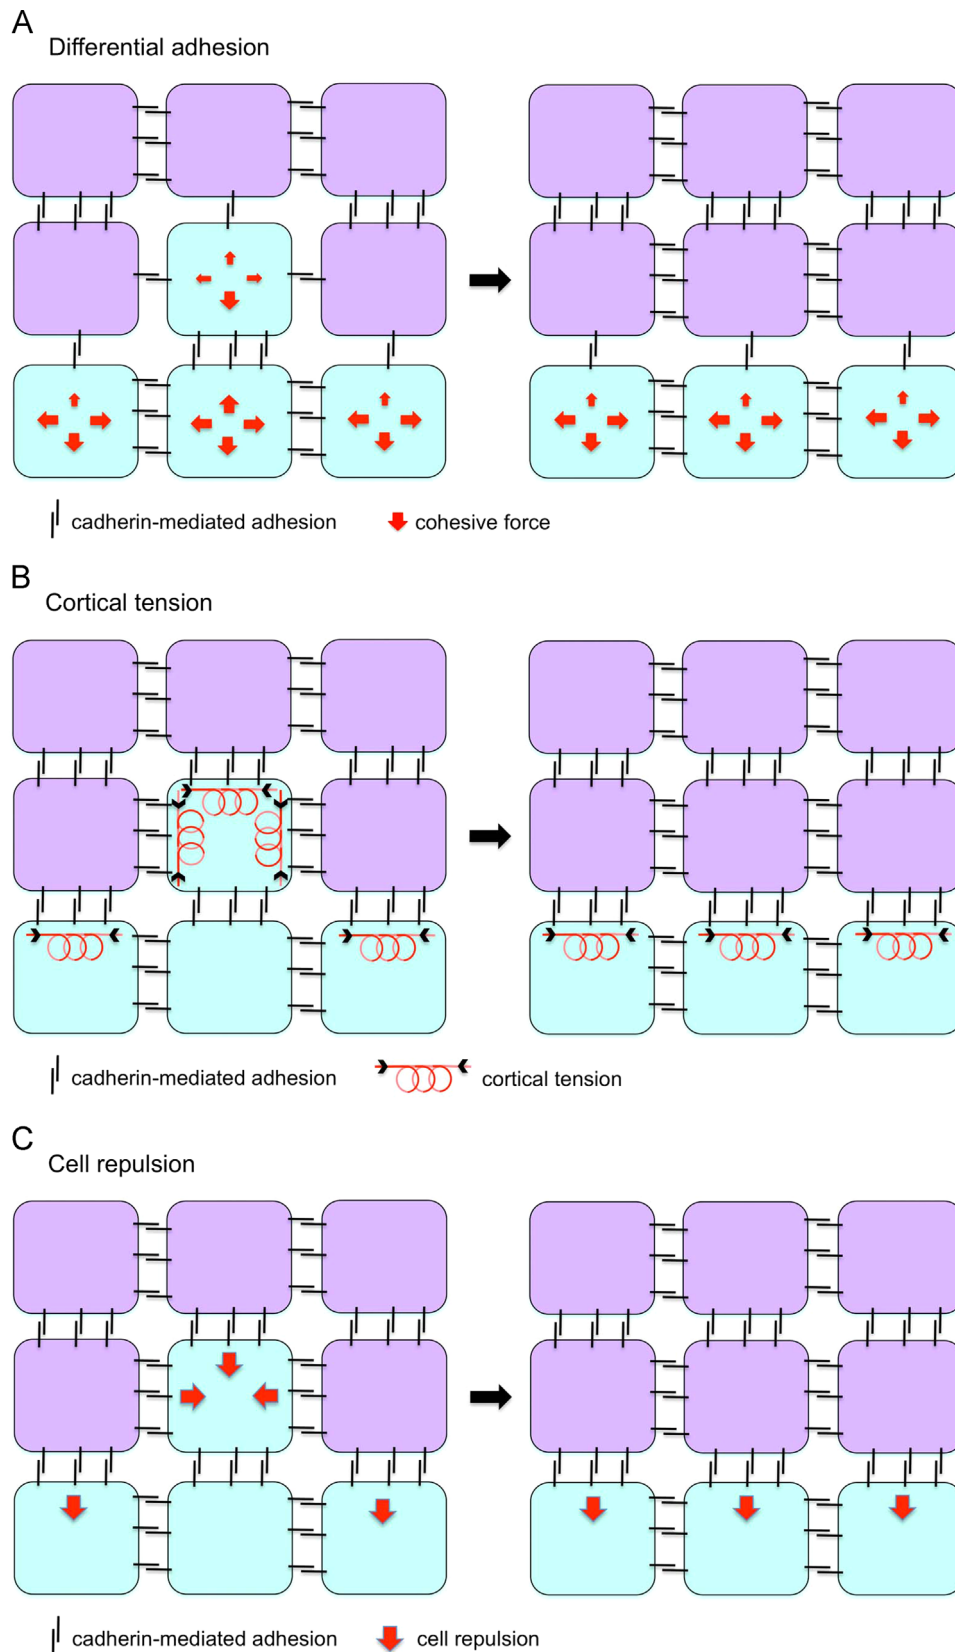 A
Differential adhesion
cadherin-mediated adhesion cohesive force
B
Cortical tension
cadherin-mediated adhesion cortical tension
C
Cell repulsion
cadherin-mediated adhesion cell repulsion